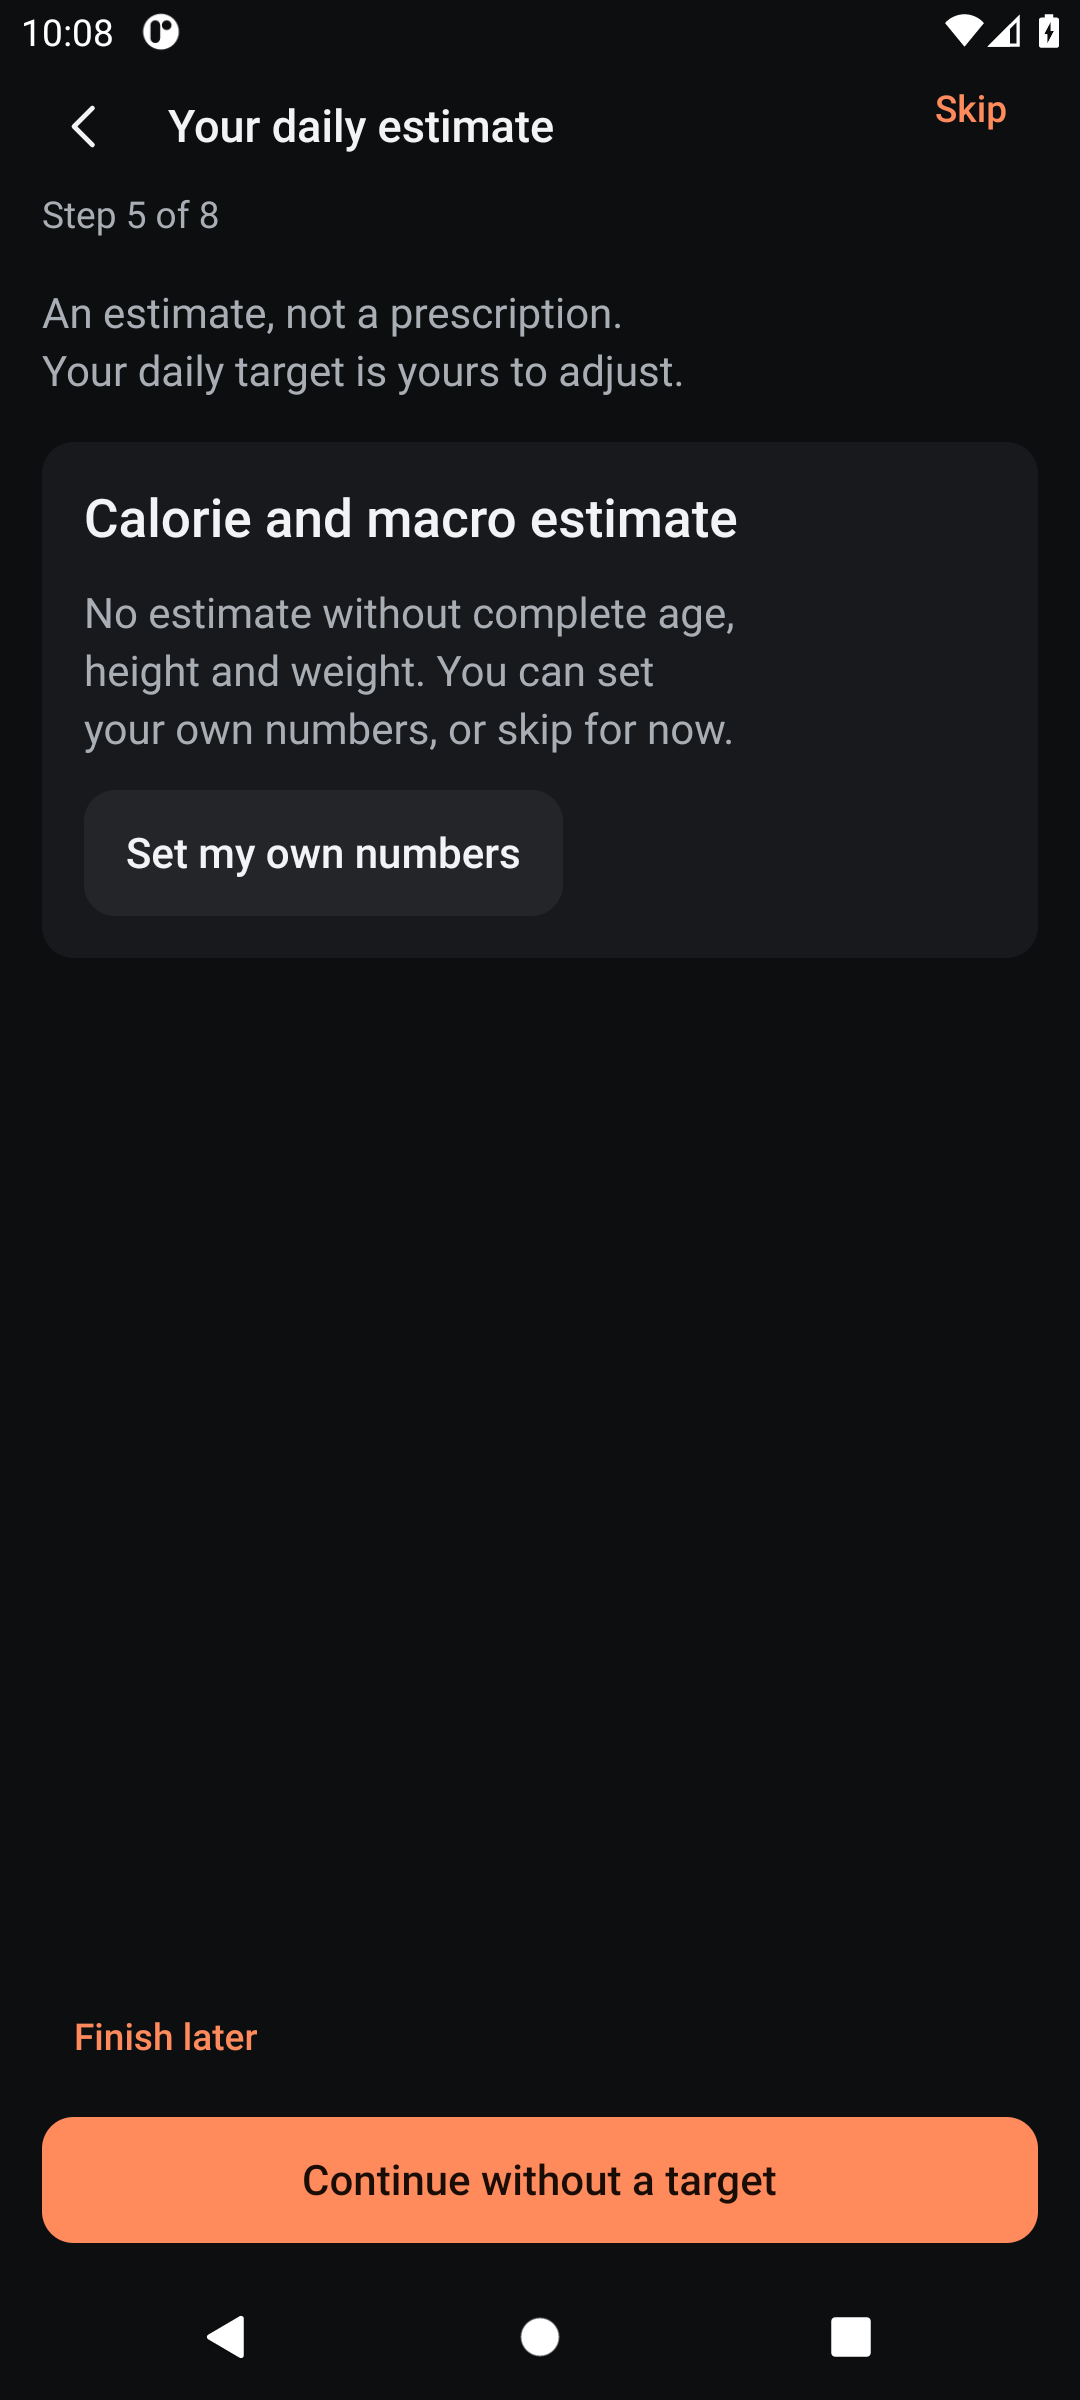 10:08
Your daily estimate
Skip
Step 5 of 8
An estimate, not a prescription.
Your daily target is yours to adjust.
Calorie and macro estimate
No estimate without complete age,
height and weight. You can set
your own numbers, or skip for now.
Set my own numbers
Finish later
Continue without a target